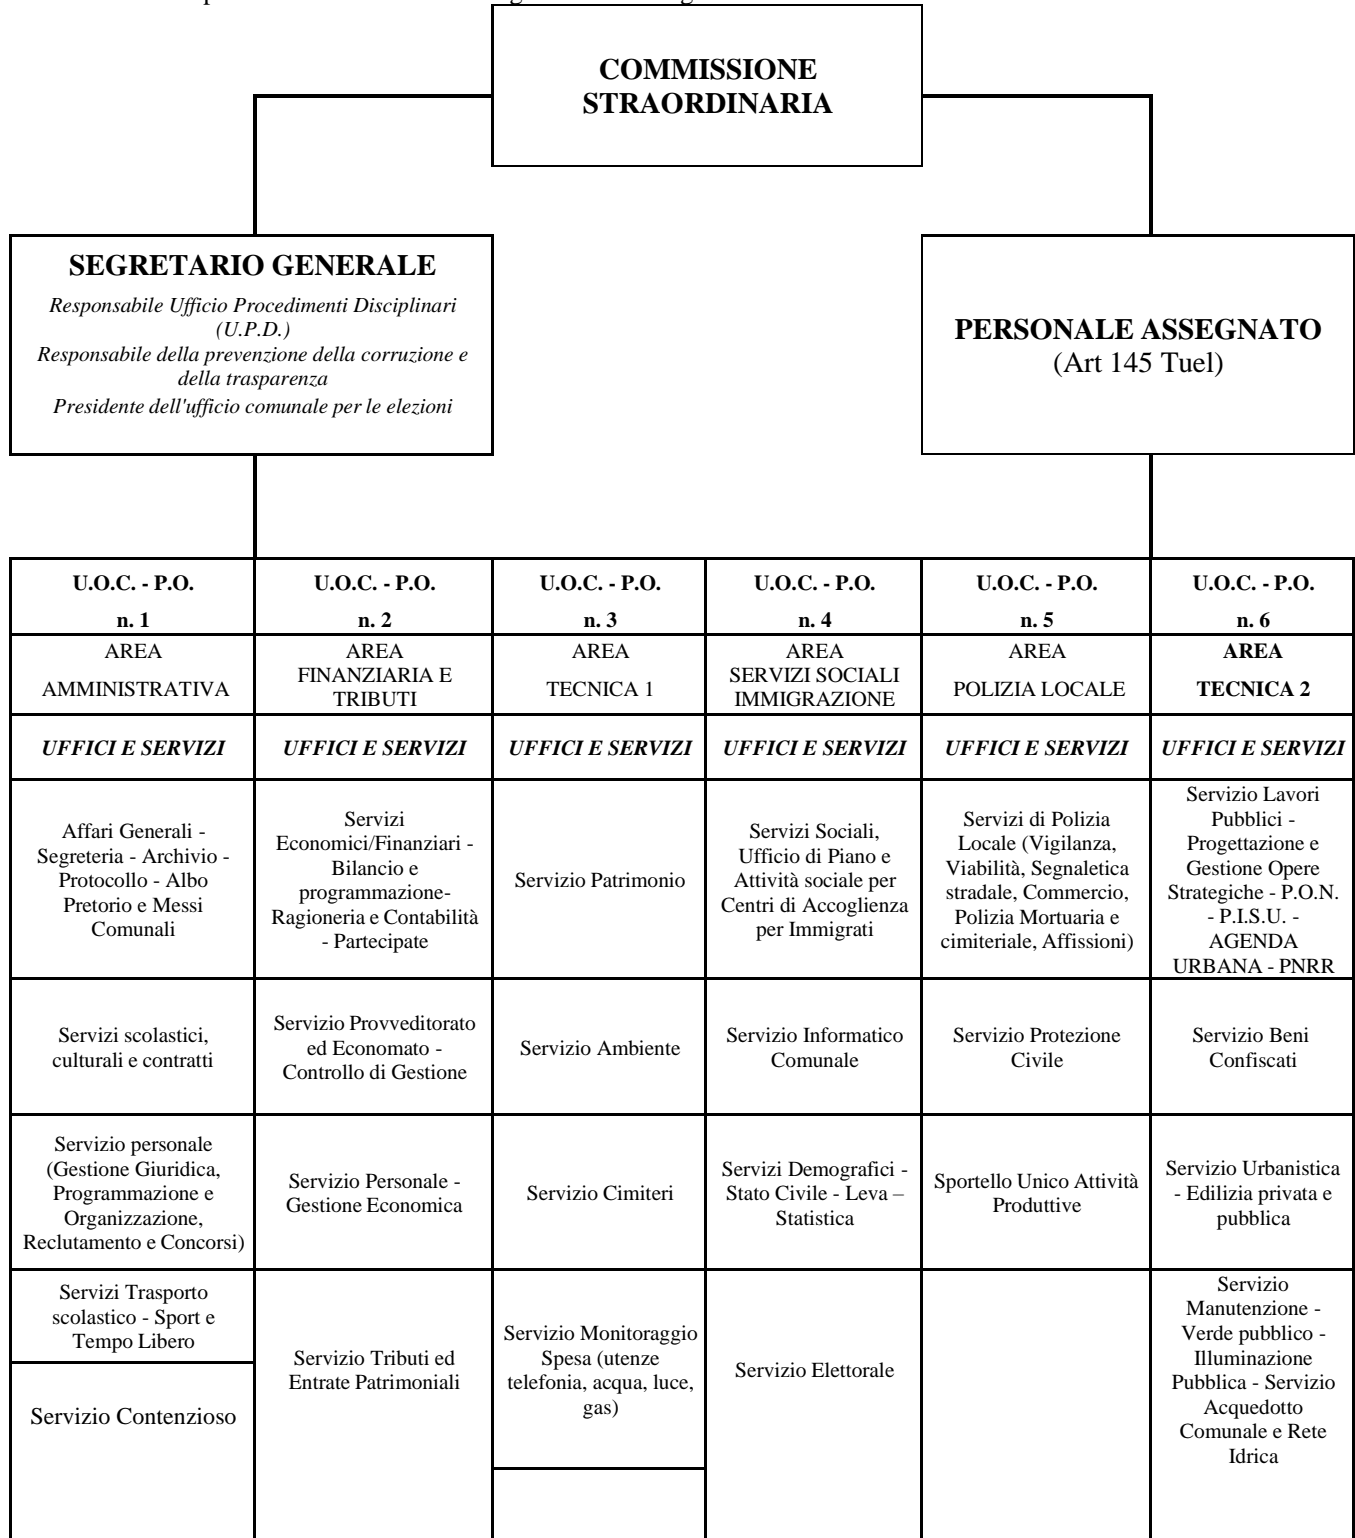 COMMISSIONE
STRAORDINARIA
SEGRETARIO GENERALE
Responsabile Ufficio Procedimenti Disciplinari
(U.P.D.)
Responsabile della prevenzione della corruzione e
della trasparenza
Presidente dell'ufficio comunale per le elezioni
PERSONALE ASSEGNATO
(Art 145 Tuel)
U.O.C. - P.O.
n. 1
U.O.C. - P.O.
n. 2
U.O.C. - P.O.
n. 3
U.O.C. - P.O.
n. 4
U.O.C. - P.O.
n. 5
U.O.C. - P.O.
n. 6
AREA
AMMINISTRATIVA
AREA
FINANZIARIA E
TRIBUTI
AREA
TECNICA 1
AREA
SERVIZI SOCIALI
IMMIGRAZIONE
AREA
POLIZIA LOCALE
AREA
TECNICA 2
UFFICI E SERVIZI
UFFICI E SERVIZI
UFFICI E SERVIZI
UFFICI E SERVIZI
UFFICI E SERVIZI
UFFICI E SERVIZI
Affari Generali -
Segreteria - Archivio -
Protocollo - Albo
Pretorio e Messi
Comunali
Servizi
Economici/Finanziari -
Bilancio e
programmazione-
Ragioneria e Contabilità
- Partecipate
Servizio Patrimonio
Servizi Sociali,
Ufficio di Piano e
Attività sociale per
Centri di Accoglienza
per Immigrati
Servizi di Polizia
Locale (Vigilanza,
Viabilità, Segnaletica
stradale, Commercio,
Polizia Mortuaria e
cimiteriale, Affissioni)
Servizio Lavori
Pubblici -
Progettazione e
Gestione Opere
Strategiche - P.O.N.
- P.I.S.U. -
AGENDA
URBANA - PNRR
Servizi scolastici,
culturali e contratti
Servizio Provveditorato
ed Economato -
Controllo di Gestione
Servizio Ambiente
Servizio Informatico
Comunale
Servizio Protezione
Civile
Servizio Beni
Confiscati
Servizio personale
(Gestione Giuridica,
Programmazione e
Organizzazione,
Reclutamento e Concorsi)
Servizio Personale -
Gestione Economica
Servizio Cimiteri
Servizi Demografici -
Stato Civile - Leva –
Statistica
Sportello Unico Attività
Produttive
Servizio Urbanistica
- Edilizia privata e
pubblica
Servizi Trasporto
scolastico - Sport e
Tempo Libero
Servizio Contenzioso
Servizio Tributi ed
Entrate Patrimoniali
Servizio Monitoraggio
Spesa (utenze
telefonia, acqua, luce,
gas)
Servizio Elettorale
Servizio
Manutenzione -
Verde pubblico -
Illuminazione
Pubblica - Servizio
Acquedotto
Comunale e Rete
Idrica